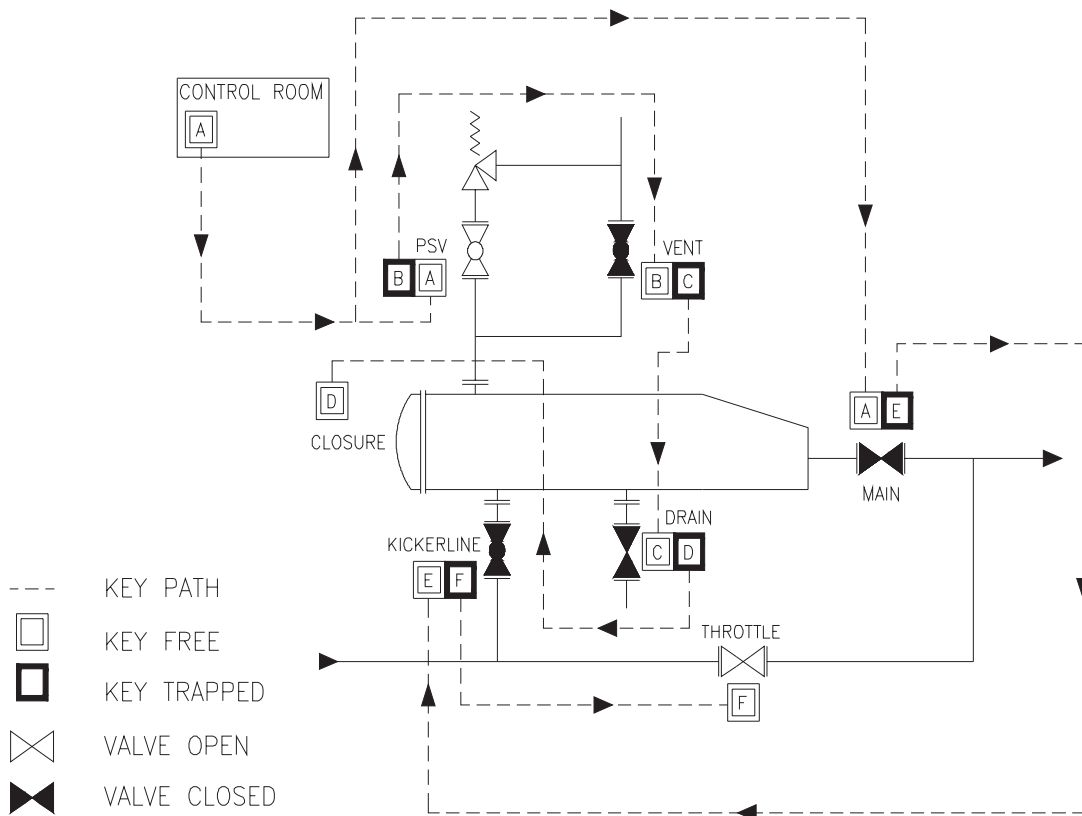 CONTROL ROOM
A
PSV
B A
VENT
B C
D
CLOSURE
A E
MAIN
DRAIN
C D
KICKERLINE
E F
THROTTLE
F
KEY PATH
KEY FREE
KEY TRAPPED
VALVE OPEN
VALVE CLOSED